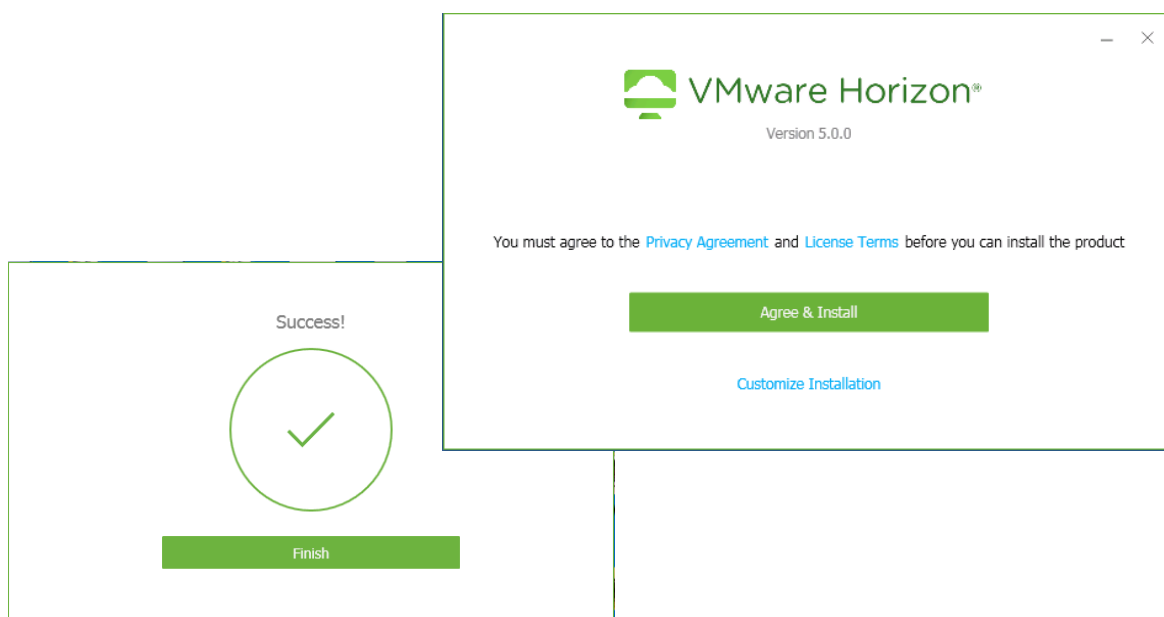 VMware Horizon®
Version 5.0.0
You must agree to the Privacy Agreement and License Terms before you can install the product
Agree & Install
Customize Installation
Success!
Finish